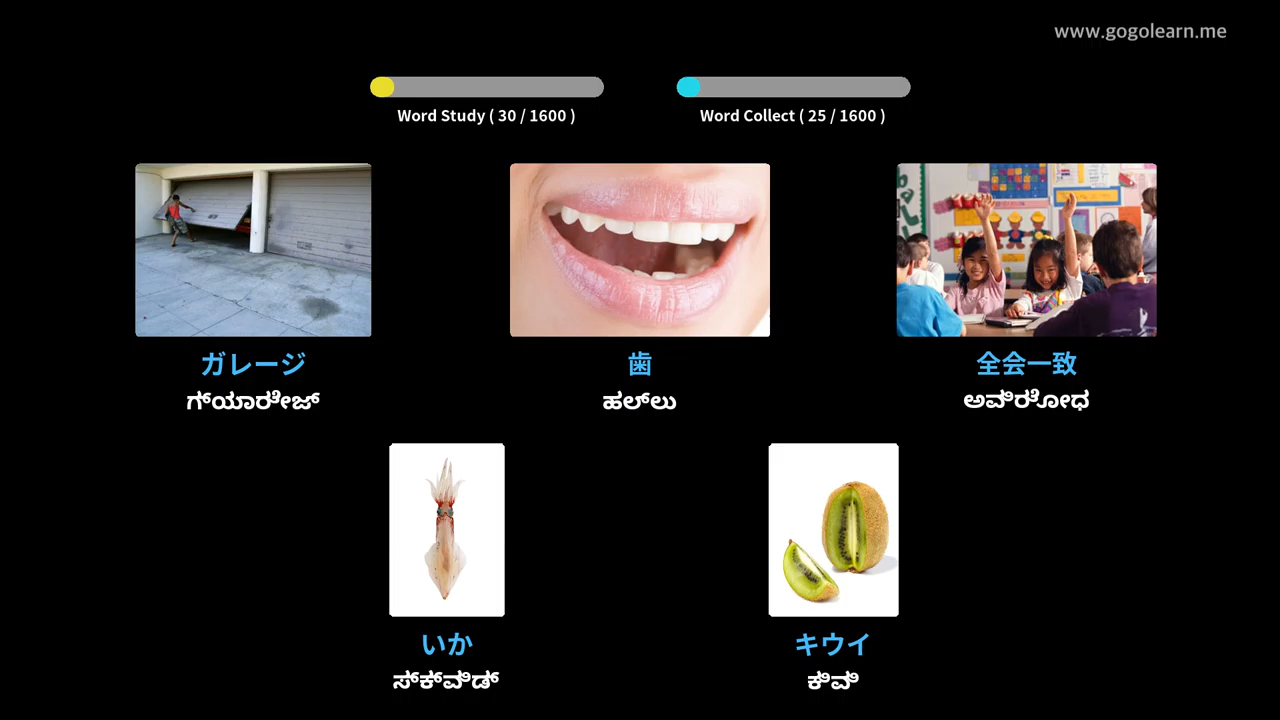 www.gogolearn.me
Word Study ( 30 / 1600 )
Word Collect ( 25 / 1600 )
ガレージ
ಗ್ಯಾರೇಜ್
歯
ಹಲ್ಲು
全会一致
ಅವಿರೋಧ
いか
ಸ್ಕ್ವಿಡ್
キウイ
ಕಿವಿ